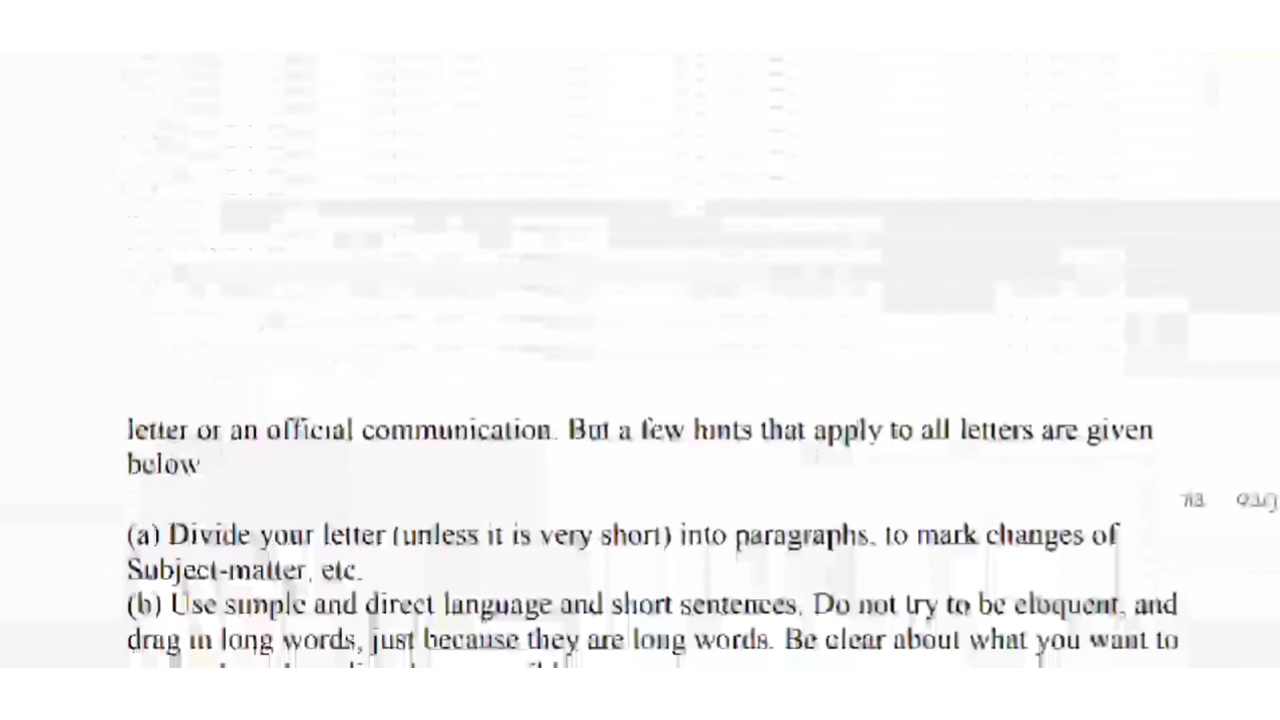 letter or an official communication. But a few hints that apply to all letters are given
below
(a) Divide your letter (unless it is very short) into paragraphs, to mark changes of
Subject-matter, etc.
(b) Use simple and direct language and short sentences. Do not try to be eloquent, and
drag in long words, just because they are long words. Be clear about what you want to